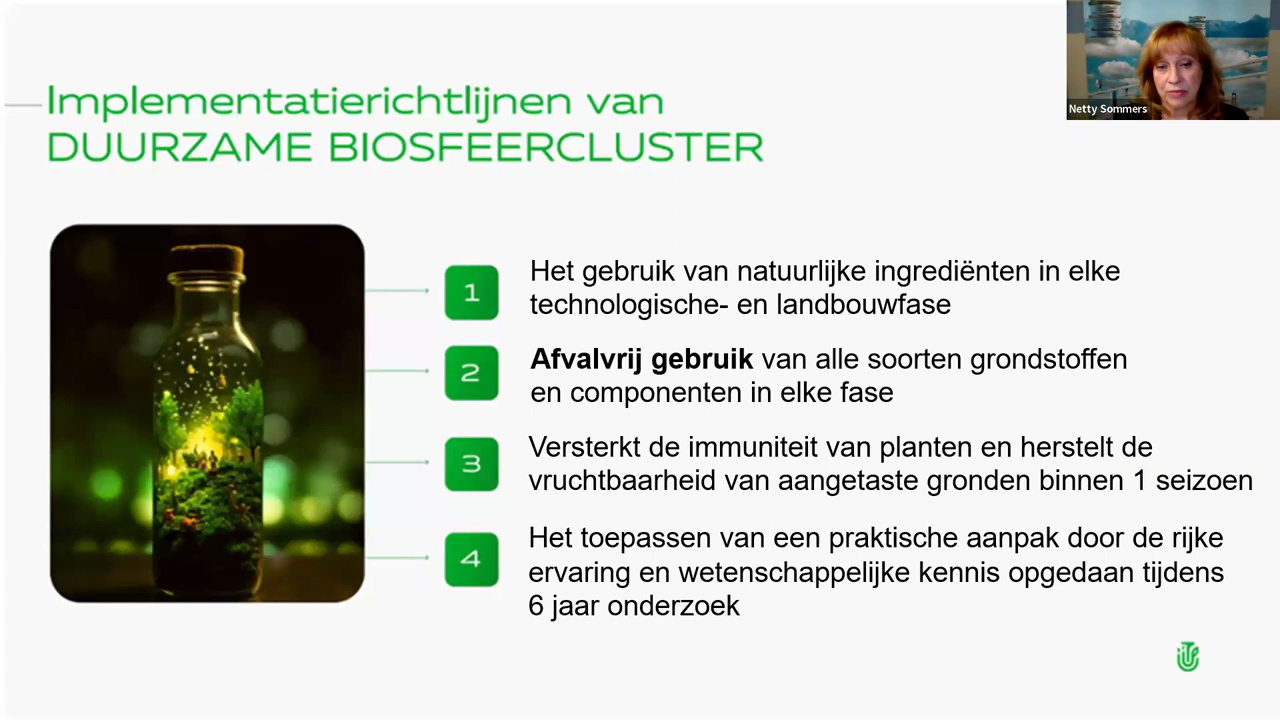 Netty Sommers
Implementatierichtlijnen van
DUURZAME BIOSFEERCLUSTER
1
Het gebruik van natuurlijke ingrediënten in elke
technologische- en landbouwfase
2
Afvalvrij gebruik van alle soorten grondstoffen
en componenten in elke fase
3
Versterkt de immuniteit van planten en herstelt de
vruchtbaarheid van aangetaste gronden binnen 1 seizoen
4
Het toepassen van een praktische aanpak door de rijke
ervaring en wetenschappelijke kennis opgedaan tijdens
6 jaar onderzoek